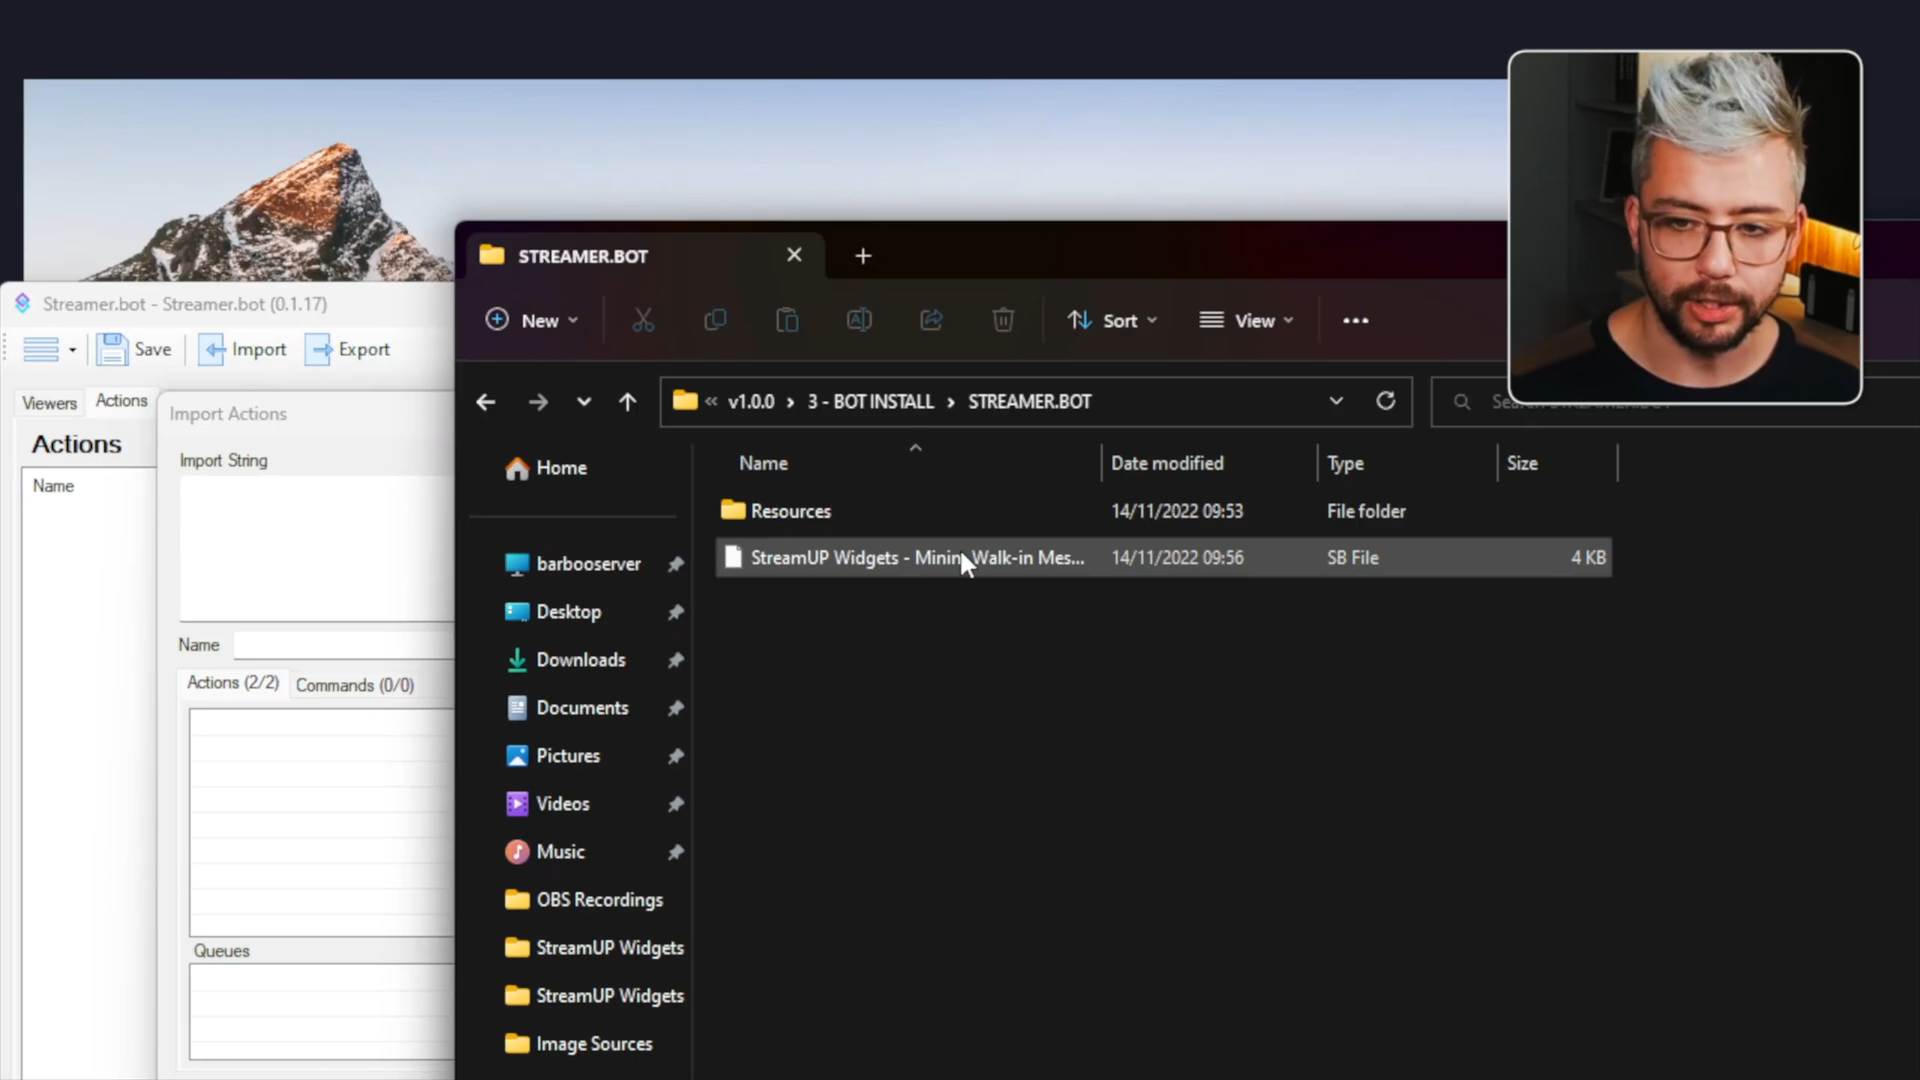 STREAMER.BOT
Streamer.bot - Streamer.bot (0.1.17)
New
Sort
View
Save
Import
Export
« v1.0.0 › 3 - BOT INSTALL › STREAMER.BOT
Search STREAMER.BOT
Viewers
Actions
Import Actions
Actions
Import String
Name
Name
Actions (2/2)
Commands (0/0)
Queues
Home
barbooserver
Desktop
Downloads
Documents
Pictures
Videos
Music
OBS Recordings
StreamUP Widgets
StreamUP Widgets
Image Sources
Name Date modified Type Size
Resources 14/11/2022 09:53 File folder
StreamUP Widgets - Minim Walk-in Mes... 14/11/2022 09:56 SB File 4 KB